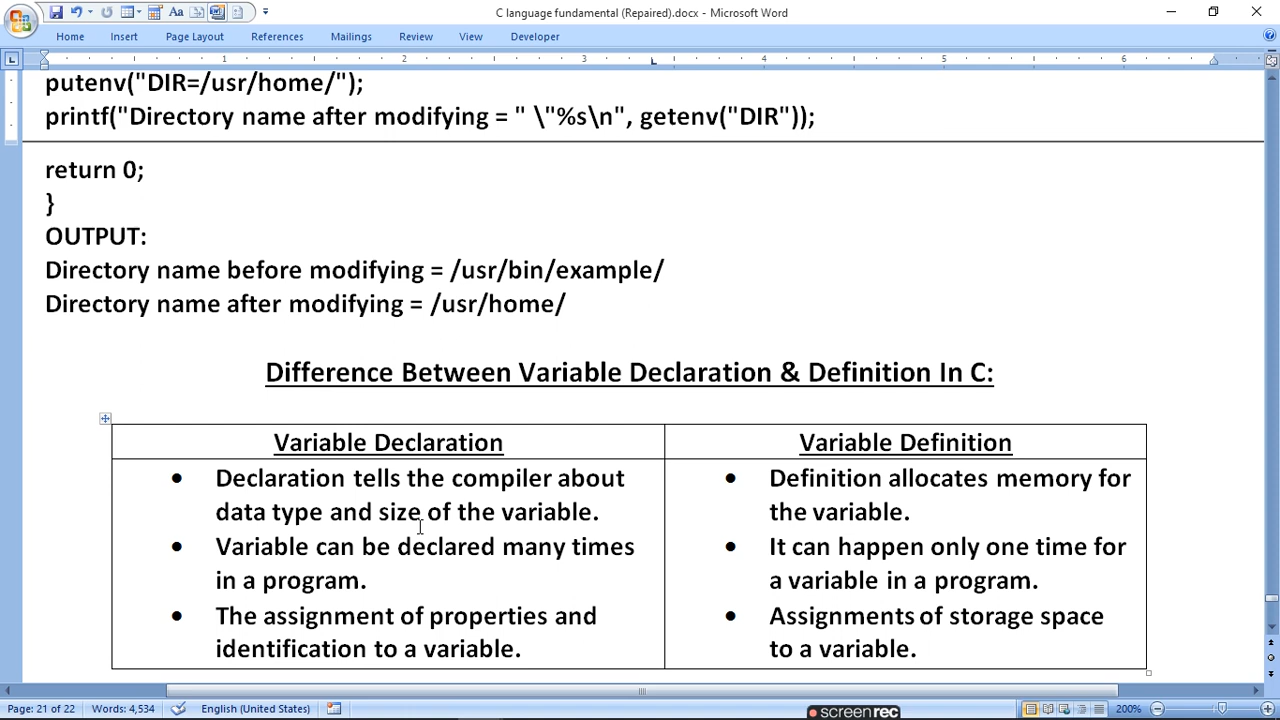 C language fundamental (Repaired).docx - Microsoft Word
Home Insert Page Layout References Mailings Review View Developer
1 2 3 4 5 6
putenv("DIR=/usr/home/");
printf("Directory name after modifying = " \"%s\n", getenv("DIR"));
return 0;
}
OUTPUT:
Directory name before modifying = /usr/bin/example/
Directory name after modifying = /usr/home/
Difference Between Variable Declaration & Definition In C:
Variable Declaration Variable Definition
• Declaration tells the compiler about
data type and size of the variable.
• Variable can be declared many times
in a program.
• The assignment of properties and
identification to a variable.
• Definition allocates memory for
the variable.
• It can happen only one time for
a variable in a program.
• Assignments of storage space
to a variable.
Page: 21 of 22 Words: 4,534 English (United States) 200%
screenrec